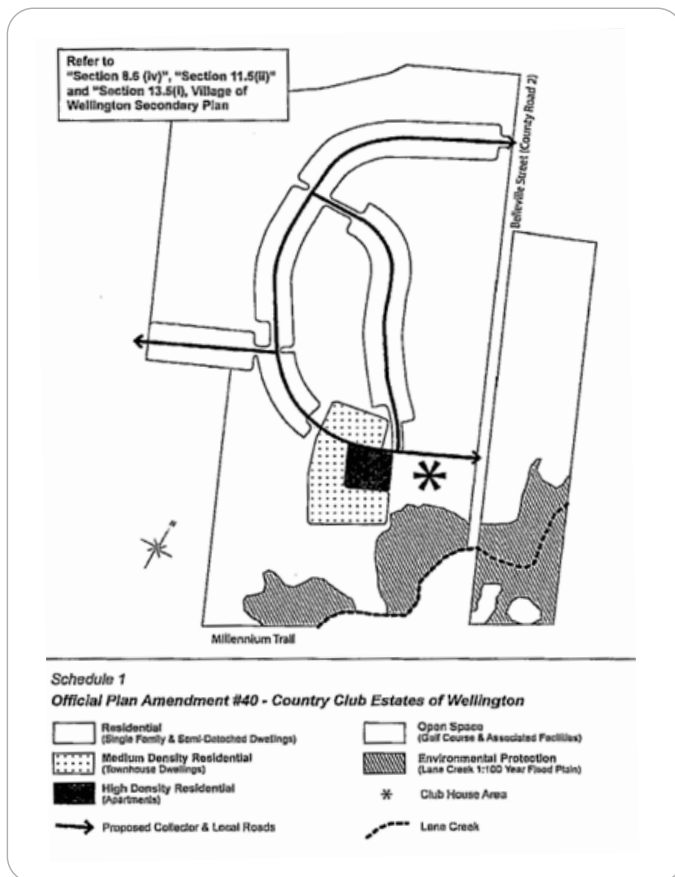 Refer to
"Section 8.6 (iv)", "Section 11.5(ii)"
and "Section 13.5(i), Village of
Wellington Secondary Plan
Belleville Street (County Road 2)
Millennium Trail
Schedule 1
Official Plan Amendment #40 - Country Club Estates of Wellington
Residential
(Single Family & Semi-Detached Dwellings)
Medium Density Residential
(Townhouse Dwellings)
High Density Residential
(Apartments)
Proposed Collector & Local Roads
Open Space
(Golf Course & Associated Facilities)
Environmental Protection
(Lane Creek 1:100 Year Flood Plain)
Club House Area
Lane Creek